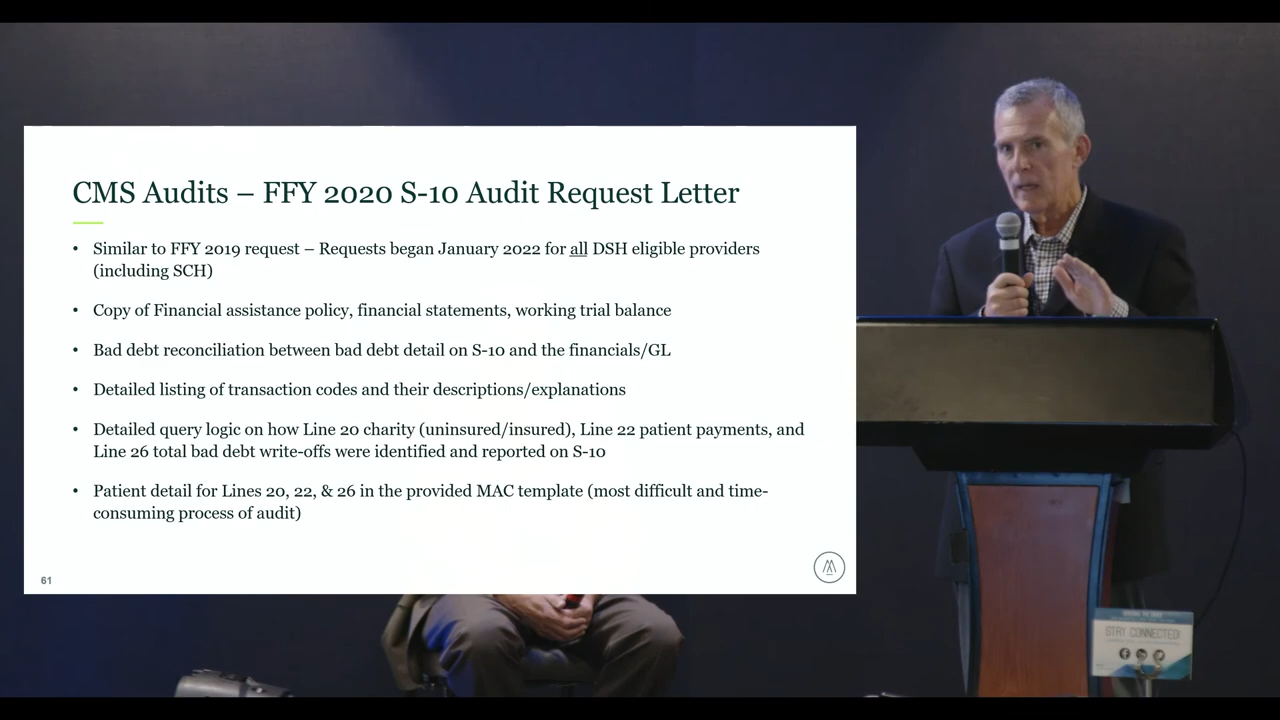 CMS Audits – FFY 2020 S-10 Audit Request Letter
• Similar to FFY 2019 request – Requests began January 2022 for all DSH eligible providers
(including SCH)
• Copy of Financial assistance policy, financial statements, working trial balance
• Bad debt reconciliation between bad debt detail on S-10 and the financials/GL
• Detailed listing of transaction codes and their descriptions/explanations
• Detailed query logic on how Line 20 charity (uninsured/insured), Line 22 patient payments, and
Line 26 total bad debt write-offs were identified and reported on S-10
• Patient detail for Lines 20, 22, & 26 in the provided MAC template (most difficult and time-
consuming process of audit)
61
STAY CONNECTED!